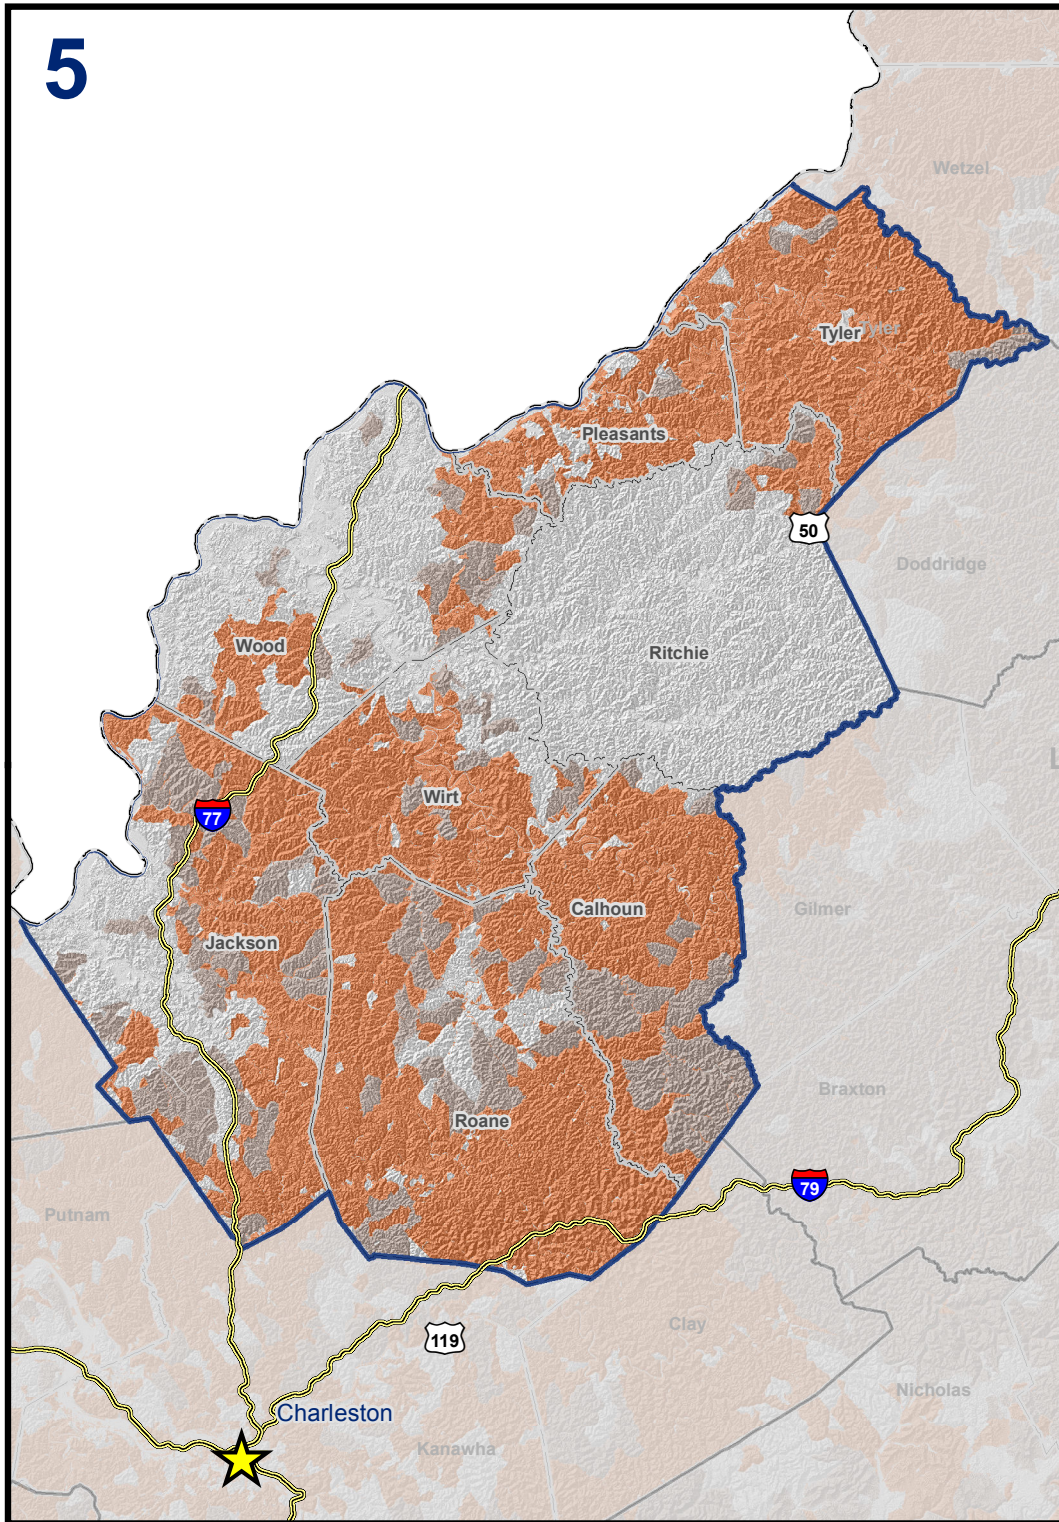 5
Wetzel
Tyler
Tyler
Pleasants
50
Doddridge
Wood
Ritchie
L
Wirt
77
Calhoun
Gilmer
Jackson
Braxton
Roane
79
Putnam
Clay
119
Nicholas
Charleston
Kanawha